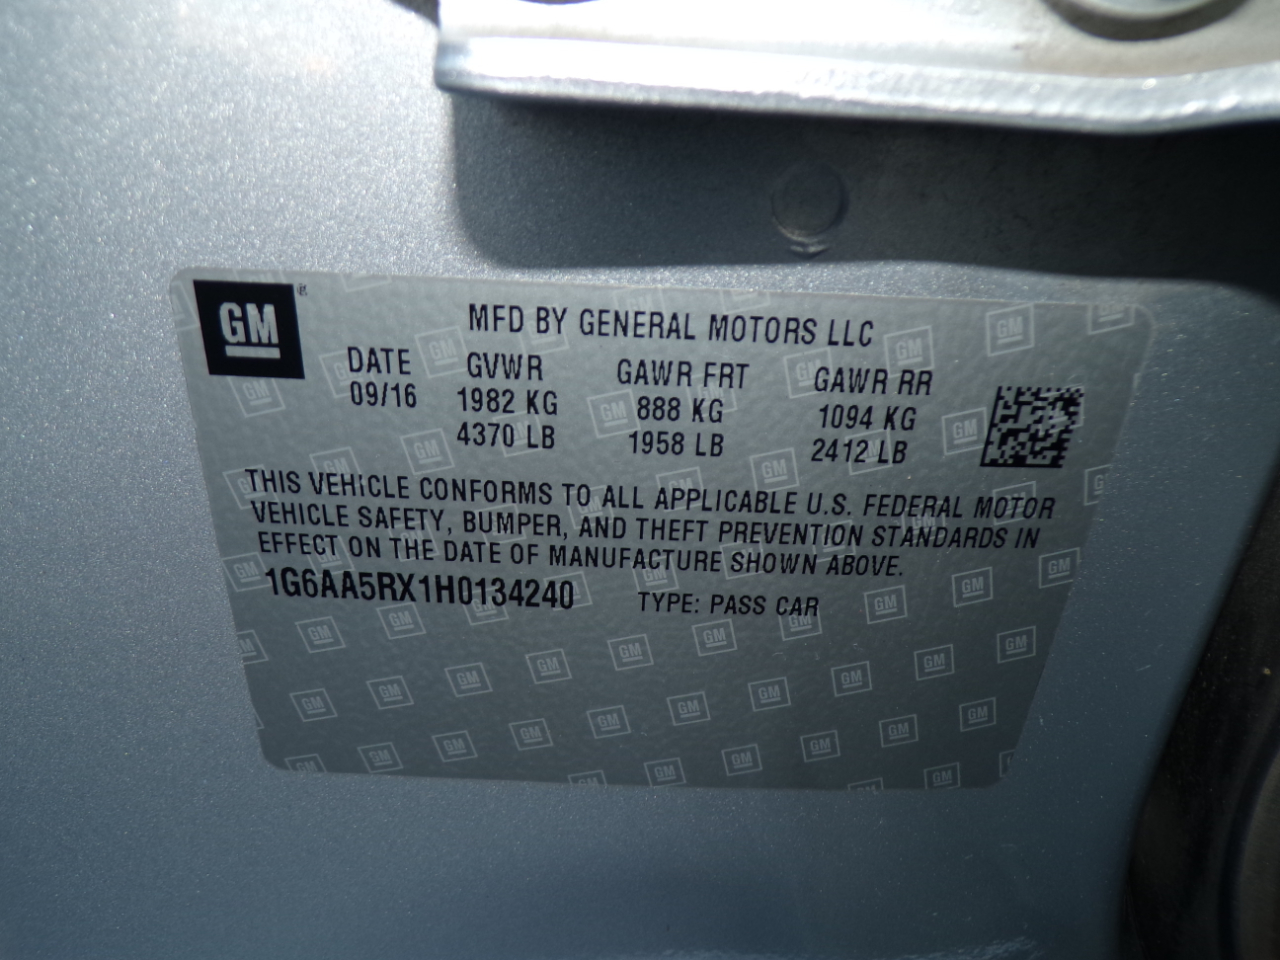 GM
MFD BY GENERAL MOTORS LLC
DATE GVWR GAWR FRT GAWR RR
09/16 1982 KG 888 KG 1094 KG
4370 LB 1958 LB 2412 LB
THIS VEHICLE CONFORMS TO ALL APPLICABLE U.S. FEDERAL MOTOR
VEHICLE SAFETY, BUMPER, AND THEFT PREVENTION STANDARDS IN
EFFECT ON THE DATE OF MANUFACTURE SHOWN ABOVE.
1G6AA5RX1H0134240 TYPE: PASS CAR